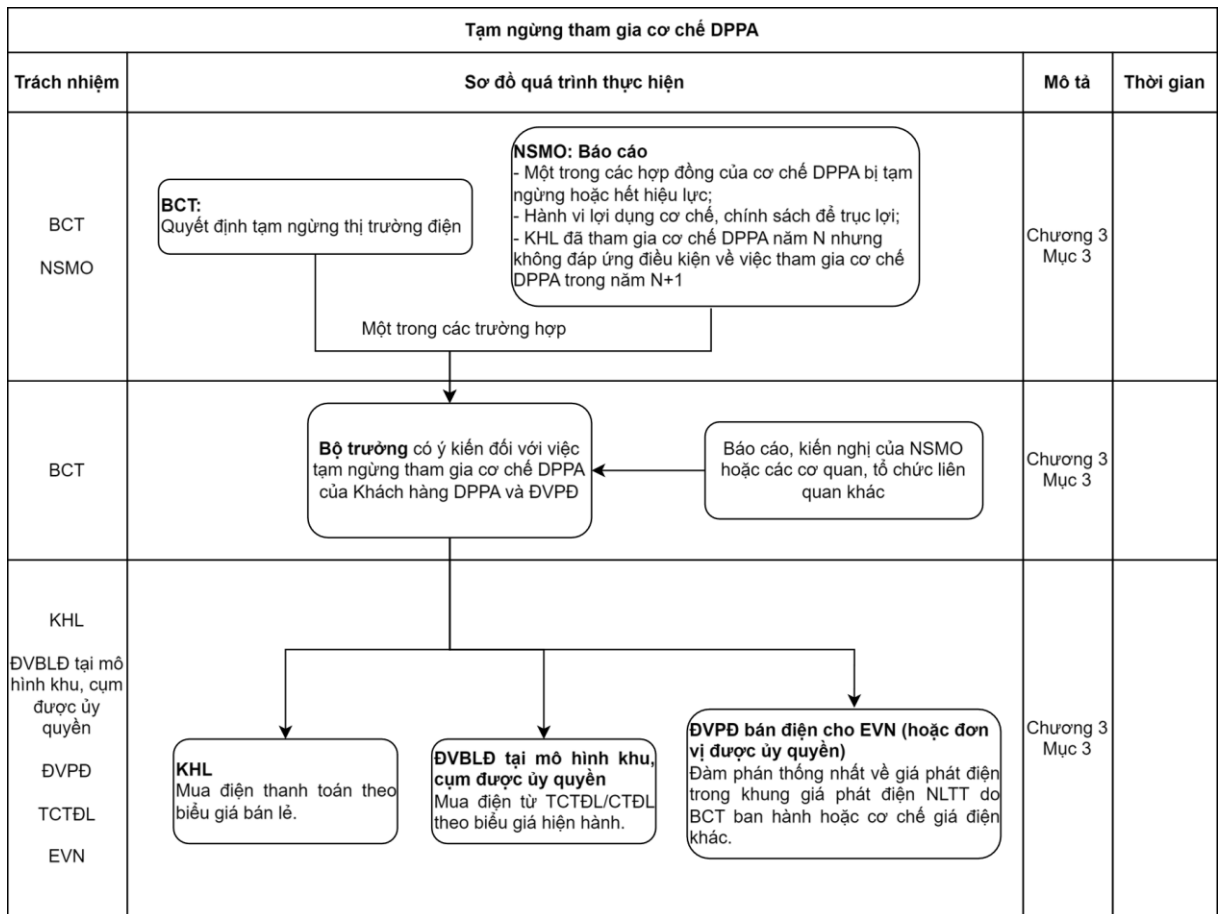 Tạm ngừng tham gia cơ chế DPPA
Trách nhiệm
Sơ đồ quá trình thực hiện
Mô tả
Thời gian
BCT
NSMO
BCT:
Quyết định tạm ngừng thị trường điện
NSMO: Báo cáo
- Một trong các hợp đồng của cơ chế DPPA bị tạm
ngừng hoặc hết hiệu lực;
- Hành vi lợi dụng cơ chế, chính sách để trục lợi;
- KHL đã tham gia cơ chế DPPA năm N nhưng
không đáp ứng điều kiện về việc tham gia cơ chế
DPPA trong năm N+1
Chương 3
Mục 3
Một trong các trường hợp
BCT
Bộ trưởng có ý kiến đối với việc
tạm ngừng tham gia cơ chế DPPA
của Khách hàng DPPA và ĐVPĐ
Báo cáo, kiến nghị của NSMO
hoặc các cơ quan, tổ chức liên
quan khác
Chương 3
Mục 3
KHL
ĐVBLĐ tại mô
hình khu, cụm
được ủy
quyền
ĐVPĐ
TCTĐL
EVN
KHL
Mua điện thanh toán theo
biểu giá bán lẻ.
ĐVBLĐ tại mô hình khu,
cụm được ủy quyền
Mua điện từ TCTĐL/CTĐL
theo biểu giá hiện hành.
ĐVPĐ bán điện cho EVN (hoặc đơn
vị được ủy quyền)
Đàm phán thống nhất về giá phát điện
trong khung giá phát điện NLTT do
BCT ban hành hoặc cơ chế giá điện
khác.
Chương 3
Mục 3